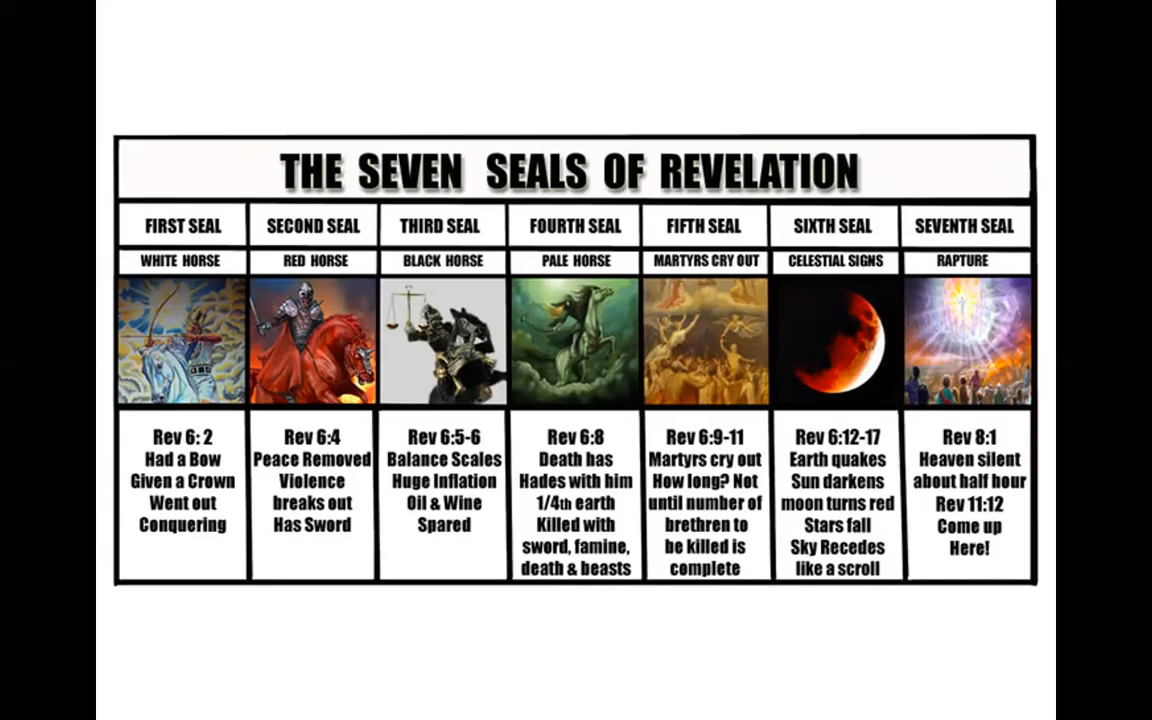 THE SEVEN SEALS OF REVELATION
FIRST SEAL
SECOND SEAL
THIRD SEAL
FOURTH SEAL
FIFTH SEAL
SIXTH SEAL
SEVENTH SEAL
WHITE HORSE
RED HORSE
BLACK HORSE
PALE HORSE
MARTYRS CRY OUT
CELESTIAL SIGNS
RAPTURE
Rev 6: 2
Had a Bow
Given a Crown
Went out
Conquering
Rev 6:4
Peace Removed
Violence
breaks out
Has Sword
Rev 6:5-6
Balance Scales
Huge Inflation
Oil & Wine
Spared
Rev 6:8
Death has
Hades with him
1/4th earth
Killed with
sword, famine,
death & beasts
Rev 6:9-11
Martyrs cry out
How long? Not
until number of
brethren to
be killed is
complete
Rev 6:12-17
Earth quakes
Sun darkens
moon turns red
Stars fall
Sky Recedes
like a scroll
Rev 8:1
Heaven silent
about half hour
Rev 11:12
Come up
Here!